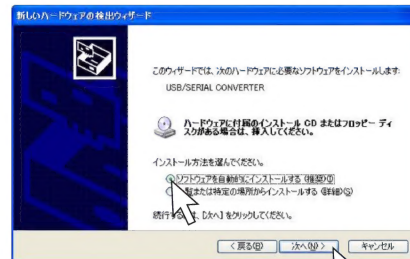 新しいハードウェアの検出ウィザード
このウィザードでは、次のハードウェアに必要なソフトウェアをインストールします:
USB/SERIAL CONVERTER
ハードウェアに付属のインストール CD またはフロッピー ディ
スクがある場合は、挿入してください。
インストール方法を選んでください。
ソフトウェアを自動的にインストールする (推奨)(I)
覧または特定の場所からインストールする (詳細)(S)
続行するには、[次へ] をクリックしてください。
< 戻る(B)
次へ(N) >
キャンセル